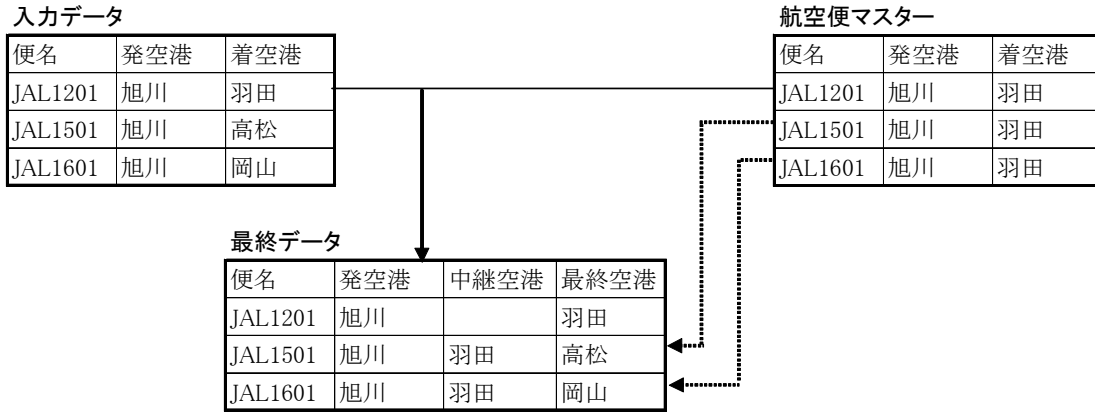 入力データ
便名 発空港 着空港
JAL1201 旭川 羽田
JAL1501 旭川 高松
JAL1601 旭川 岡山
航空便マスター
便名 発空港 着空港
JAL1201 旭川 羽田
JAL1501 旭川 羽田
JAL1601 旭川 羽田
最終データ
便名 発空港 中継空港 最終空港
JAL1201 旭川 羽田
JAL1501 旭川 羽田 高松
JAL1601 旭川 羽田 岡山